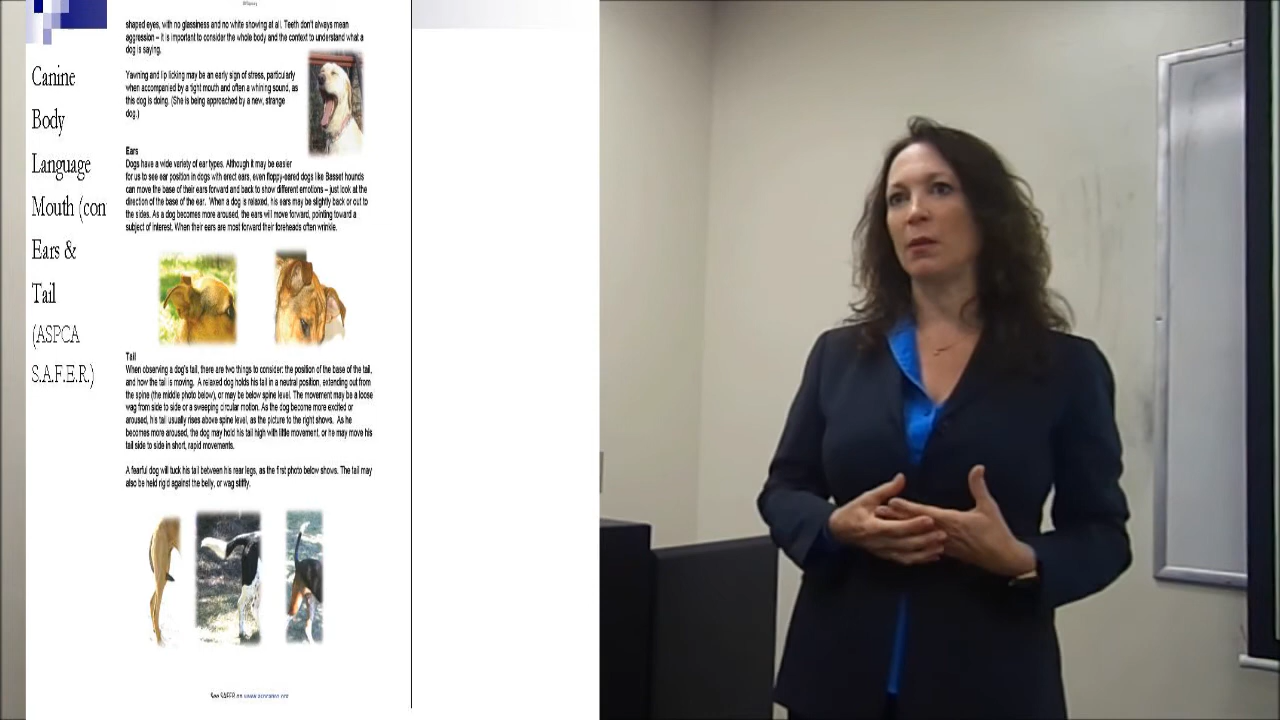 Canine
Body
Language
Mouth (con
Ears &
Tail
(ASPCA
S.A.F.E.R.)
shaped eyes, with no glassiness and no white showing at all. Teeth don't always mean
aggression – it is important to consider the whole body and the context to understand what a
dog is saying.
Yawning and lip licking may be an early sign of stress, particularly
when accompanied by a tight mouth and often a whining sound, as
this dog is doing. (She is being approached by a new, strange
dog.)
Ears
Dogs have a wide variety of ear types. Although it may be easier
for us to see ear position in dogs with erect ears, even floppy-eared dogs like Basset hounds
can move the base of their ears forward and back to show different emotions – just look at the
direction of the base of the ear. When a dog is relaxed, his ears may be slightly back or out to
the sides. As a dog becomes more aroused, the ears will move forward, pointing toward a
subject of interest. When their ears are most forward their foreheads often wrinkle.
Tail
When observing a dog's tail, there are two things to consider: the position of the base of the tail,
and how the tail is moving. A relaxed dog holds his tail in a neutral position, extending out from
the spine (the middle photo below), or may be below spine level. The movement may be a loose
wag from side to side or a sweeping circular motion. As the dog become more excited or
aroused, his tail usually rises above spine level, as the picture to the right shows. As he
becomes more aroused, the dog may hold his tail high with little movement, or he may move his
tail side to side in short, rapid movements.
A fearful dog will tuck his tail between his rear legs, as the first photo below shows. The tail may
also be held rigid against the belly, or wag stiffly.
See SAFER on